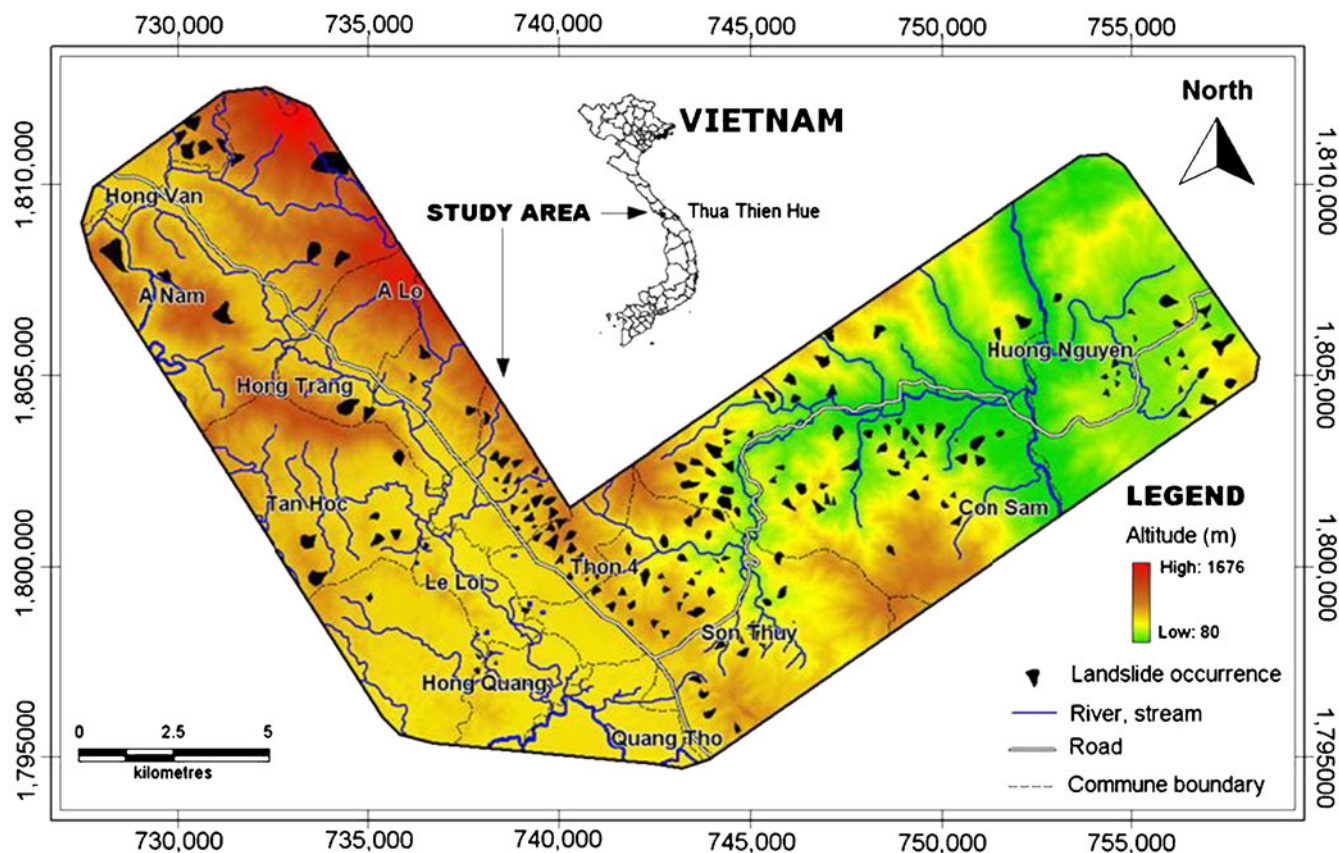 730,000 735,000 740,000 745,000 750,000 755,000
1,810,000
1,805,000
1,800,000
1,795000
VIETNAM
North
STUDY AREA
Thua Thien Hue
Hong Van
A Nam
A Lo
Hong Trang
Huong Nguyen
Tan Hoc
Con Sam
Thon 4
Le Loi
Son Thuy
Hong Quang
Quang Tho
LEGEND
Altitude (m)
High: 1676
Low: 80
Landslide occurrence
River, stream
Road
Commune boundary
0 2.5 5
kilometres
1,810,000
1,805,000
1,800,000
1,795000
730,000 735,000 740,000 745,000 750,000 755,000